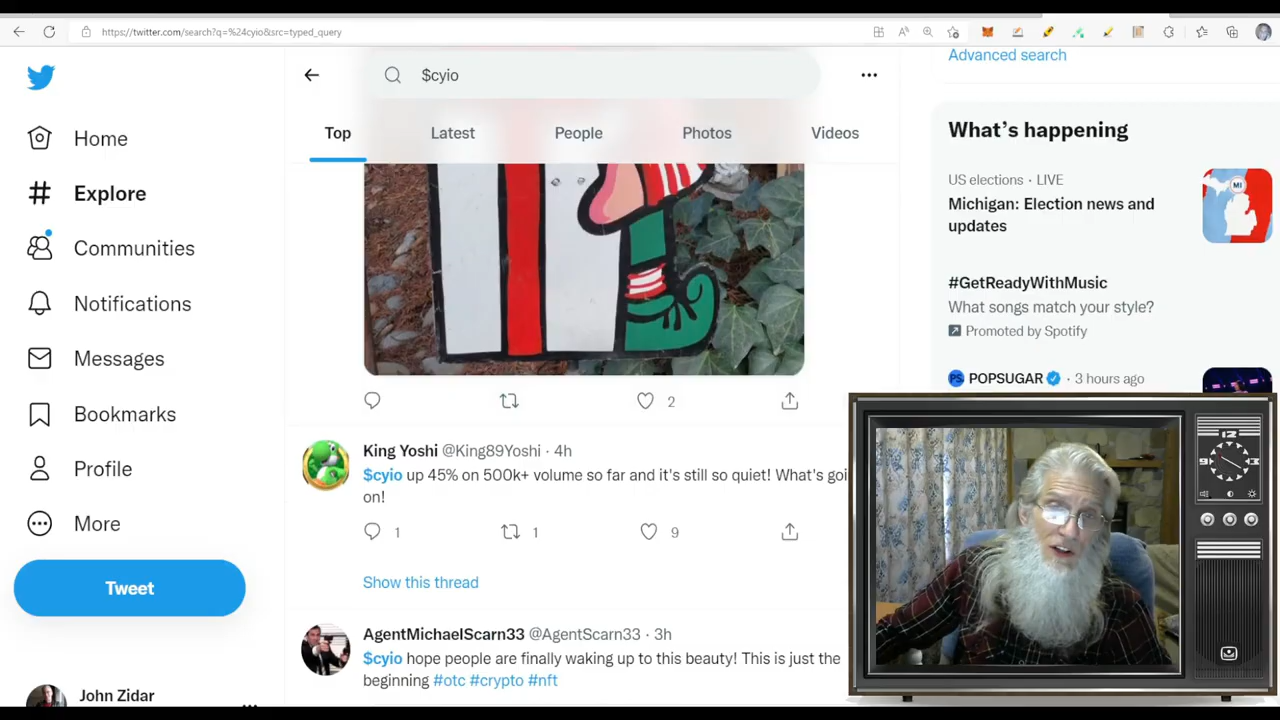 https://twitter.com/search?q=%24cyio&src=typed_query
$cyio
Top Latest People Photos Videos
Home
Explore
Communities
Notifications
Messages
Bookmarks
Profile
More
Tweet
John Zidar
2
King Yoshi @King89Yoshi · 4h
$cyio up 45% on 500k+ volume so far and it's still so quiet! What's goi
on!
1 1 9
Show this thread
AgentMichaelScarn33 @AgentScarn33 · 3h
$cyio hope people are finally waking up to this beauty! This is just the
beginning #otc #crypto #nft
Advanced search
What's happening
US elections · LIVE
Michigan: Election news and
updates
MI
#GetReadyWithMusic
What songs match your style?
Promoted by Spotify
PS POPSUGAR · 3 hours ago
12
9 3